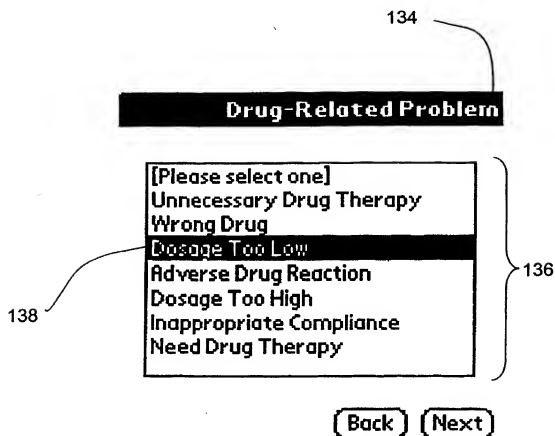 134
Drug-Related Problem
[Please select one]
Unnecessary Drug Therapy
Wrong Drug
Dosage Too Low
Adverse Drug Reaction
136
Dosage Too High
138
Inappropriate Compliance
Need Drug Therapy
Back Next